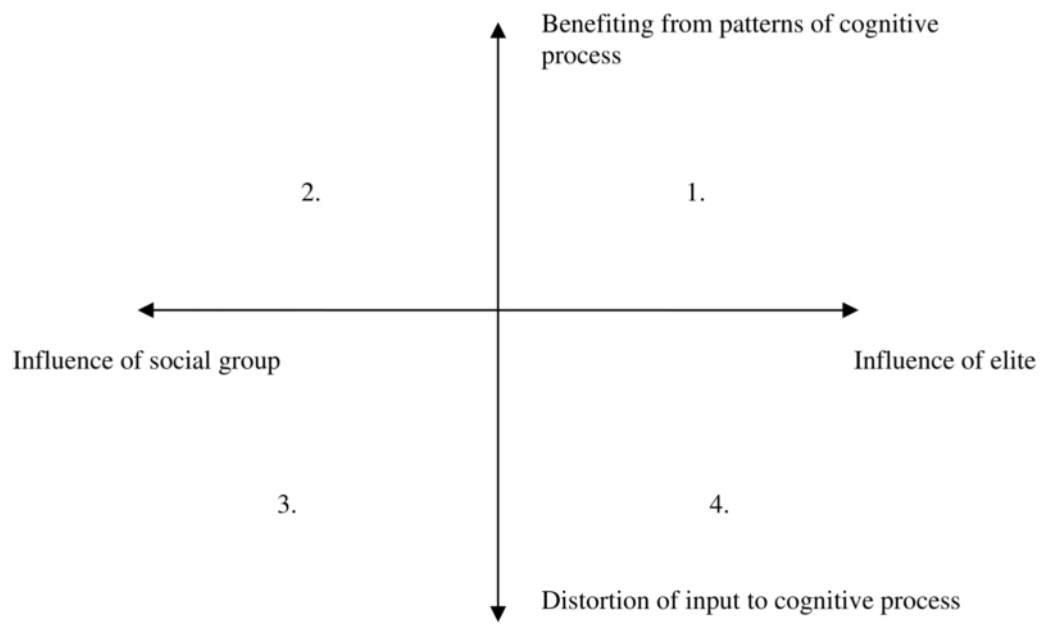 Benefiting from patterns of cognitive
process
2.
1.
Influence of social group
Influence of elite
3.
4.
Distortion of input to cognitive process